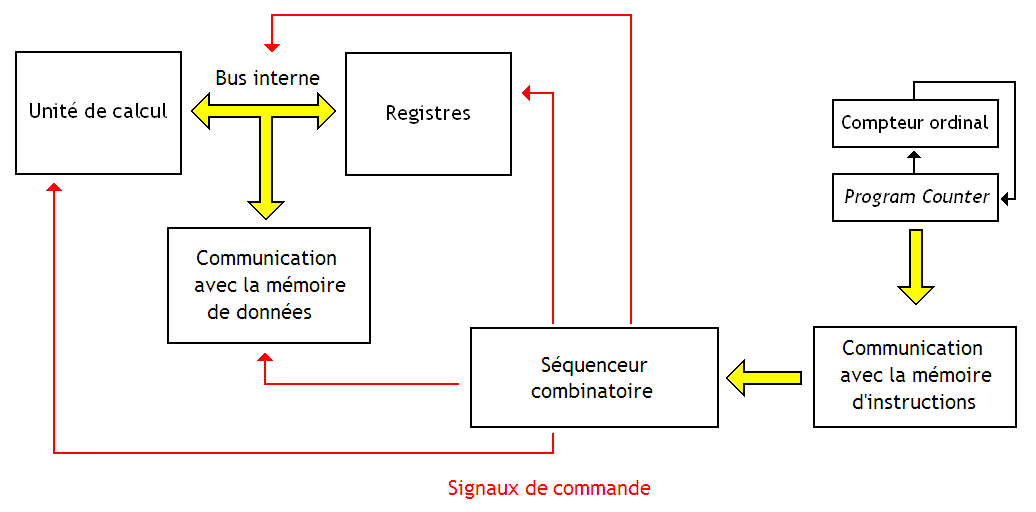 Bus interne
Unité de calcul
Registres
Compteur ordinal
Program Counter
Communication
avec la mémoire
de données
Séquenceur
combinatoire
Communication
avec la mémoire
d'instructions
Signaux de commande